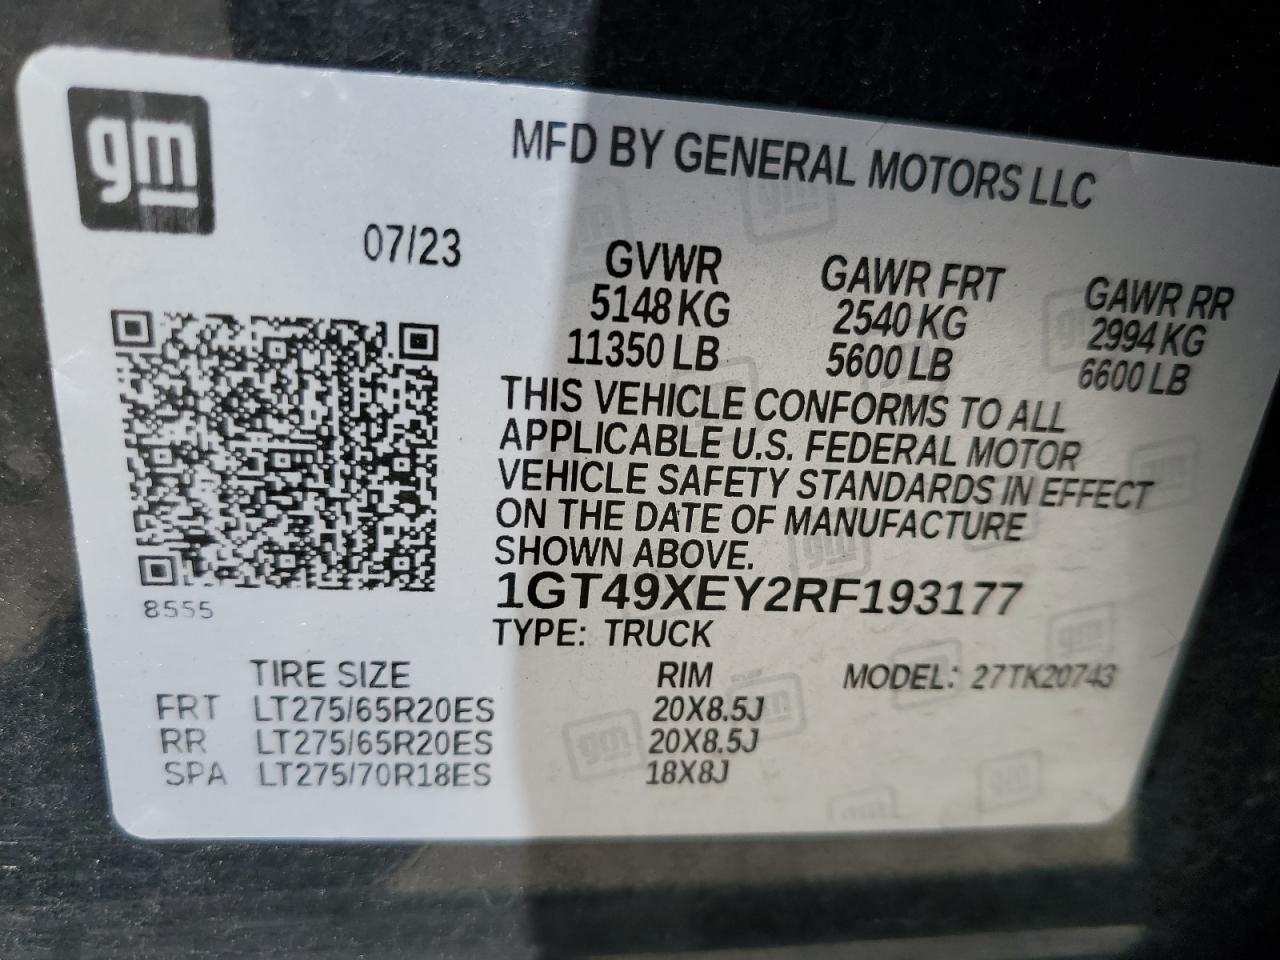 gm
MFD BY GENERAL MOTORS LLC
07/23
GVWR GAWR FRT GAWR RR
5148 KG 2540 KG 2994 KG
11350 LB 5600 LB 6600 LB
THIS VEHICLE CONFORMS TO ALL
APPLICABLE U.S. FEDERAL MOTOR
VEHICLE SAFETY STANDARDS IN EFFECT
ON THE DATE OF MANUFACTURE
SHOWN ABOVE.
8555
1GT49XEY2RF193177
TYPE: TRUCK
TIRE SIZE RIM MODEL: 27TK20743
FRT LT275/65R20ES 20X8.5J
RR LT275/65R20ES 20X8.5J
SPA LT275/70R18ES 18X8J